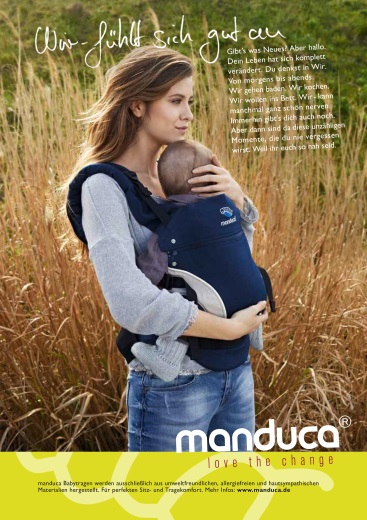 Wir-fühlt sich gut an
Gibt's was Neues? Aber hallo.
Dein Leben hat sich komplett
verändert. Du denkst in Wir.
Von morgens bis abends.
Wir gehen baden. Wir kochen.
Wir wollen ins Bett. Wir kann
manchmal ganz schön nerven.
Immerhin gibt's dich auch noch.
Aber dann sind da diese unzähligen
Momente, die du nie vergessen
wirst. Weil ihr euch so nah seid.
manduca
manduca®
love the change
manduca Babytragen werden ausschließlich aus umweltfreundlichen, allergiefreien und hautsympathischen
Materialien hergestellt. Für perfekten Sitz- und Tragekomfort. Mehr Infos: www.manduca.de